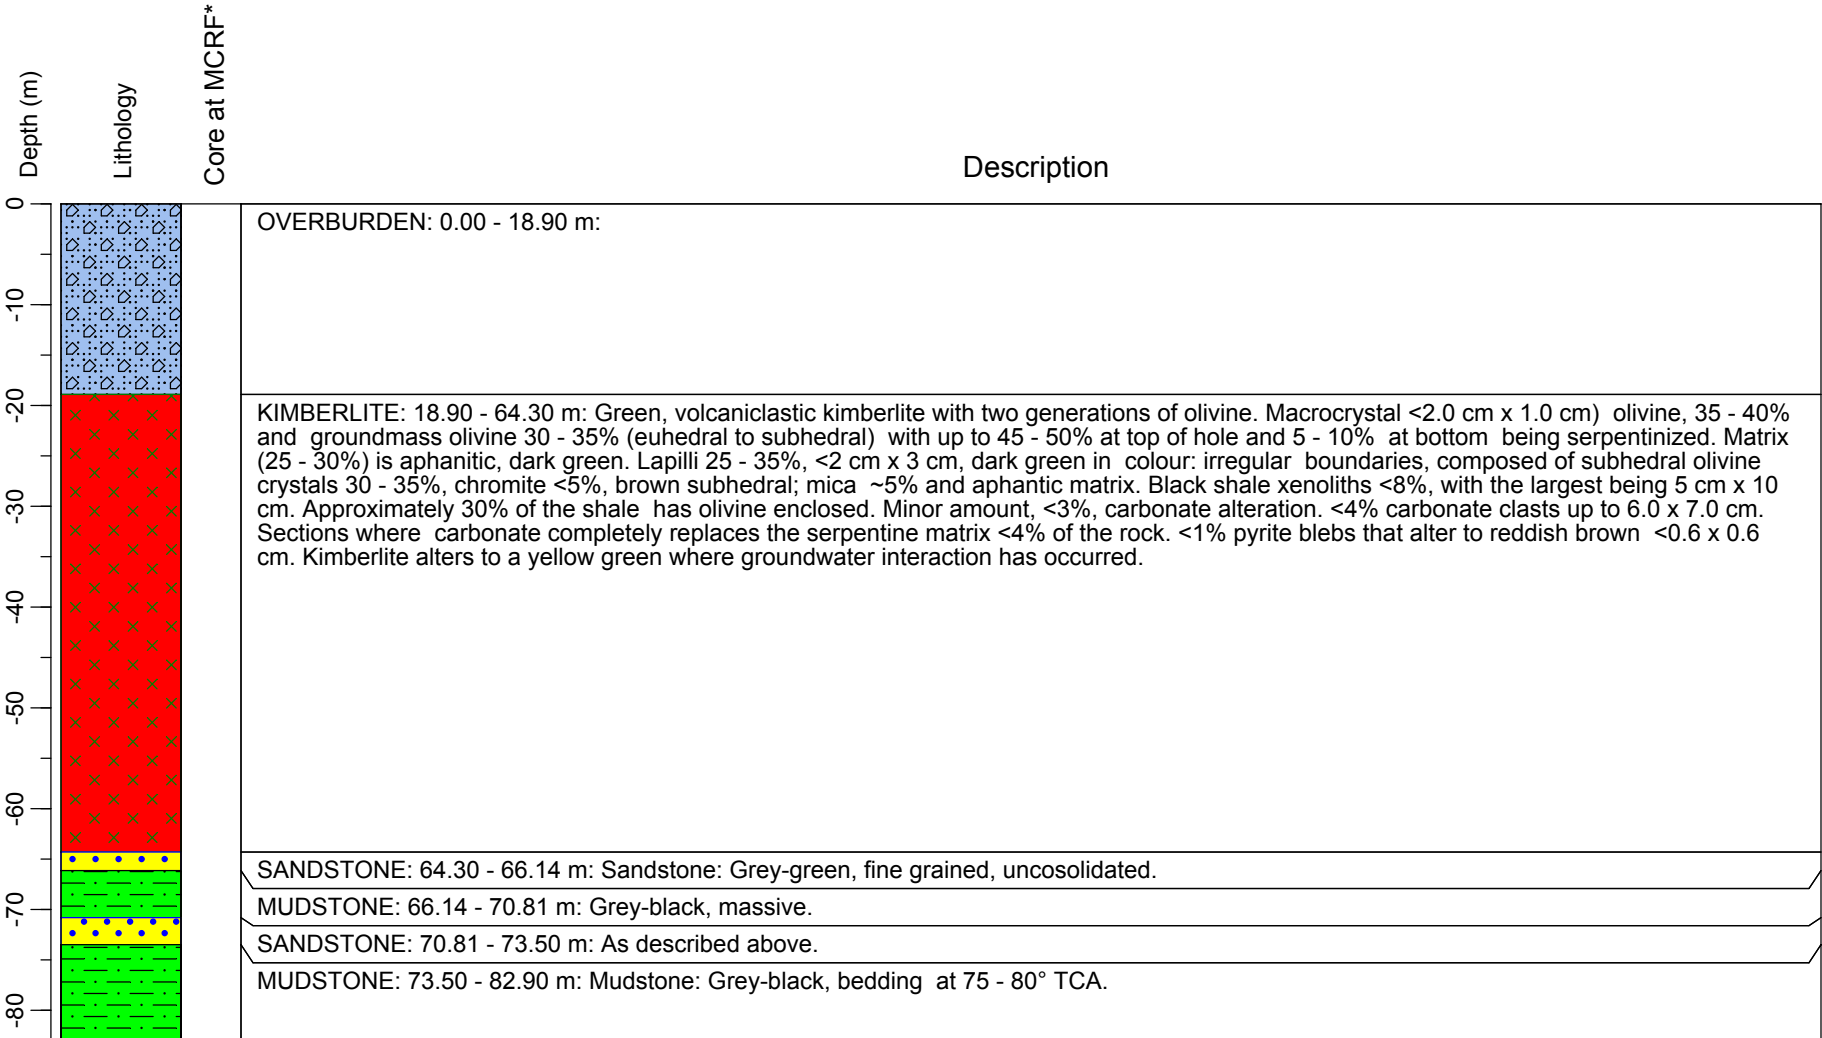 Depth (m)
Lithology
Core at MCRF*
Description
0
-10
-20
-30
-40
-50
-60
-70
-80
OVERBURDEN: 0.00 - 18.90 m:
KIMBERLITE: 18.90 - 64.30 m: Green, volcaniclastic kimberlite with two generations of olivine. Macrocrystal <2.0 cm x 1.0 cm)  olivine, 35 - 40%
and  groundmass olivine 30 - 35% (euhedral to subhedral)  with up to 45 - 50% at top of hole and 5 - 10%  at bottom  being serpentinized. Matrix
(25 - 30%) is aphanitic, dark green. Lapilli 25 - 35%, <2 cm x 3 cm, dark green in  colour: irregular  boundaries, composed of subhedral olivine
crystals 30 - 35%, chromite <5%, brown subhedral; mica  ~5% and aphantic matrix. Black shale xenoliths <8%, with the largest being 5 cm x 10
cm. Approximately 30% of the shale  has olivine enclosed. Minor amount, <3%, carbonate alteration. <4% carbonate clasts up to 6.0 x 7.0 cm.
Sections where  carbonate completely replaces the serpentine matrix <4% of the rock. <1% pyrite blebs that alter to reddish brown  <0.6 x 0.6
cm. Kimberlite alters to a yellow green where groundwater interaction has occurred.
SANDSTONE: 64.30 - 66.14 m: Sandstone: Grey-green, fine grained, uncosolidated.
MUDSTONE: 66.14 - 70.81 m: Grey-black, massive.
SANDSTONE: 70.81 - 73.50 m: As described above.
MUDSTONE: 73.50 - 82.90 m: Mudstone: Grey-black, bedding  at 75 - 80° TCA.